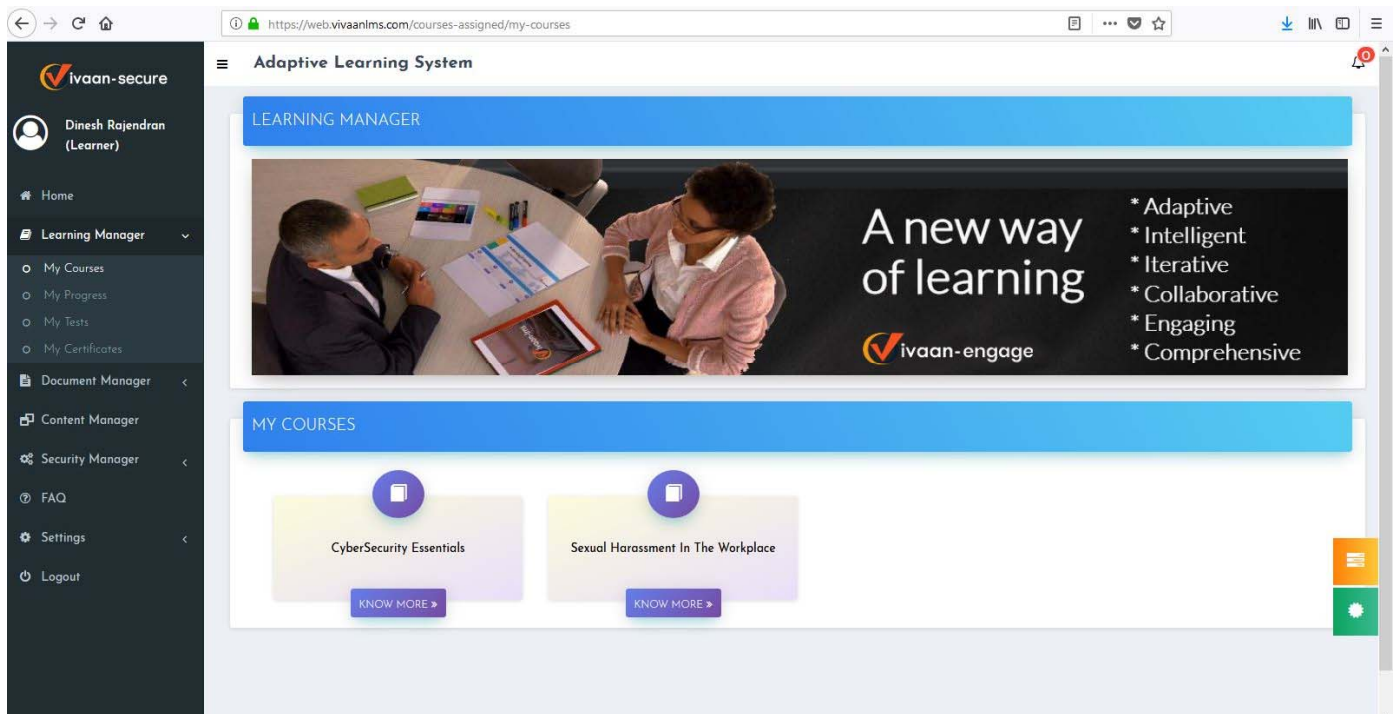 https://web.vivaanlms.com/courses-assigned/my-courses
ivaan-secure
Adaptive Learning System
0
Dinesh Rajendran
(Learner)
Home
Learning Manager
My Courses
My Progress
My Tests
My Certificates
Document Manager
Content Manager
Security Manager
FAQ
Settings
Logout
LEARNING MANAGER
A new way
of learning
ivaan-engage
* Adaptive
* Intelligent
* Iterative
* Collaborative
* Engaging
* Comprehensive
MY COURSES
CyberSecurity Essentials
KNOW MORE »
Sexual Harassment In The Workplace
KNOW MORE »